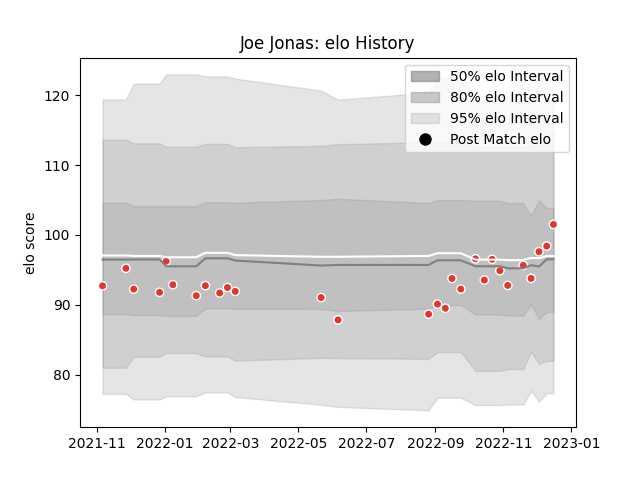 Joe Jonas: elo History
50% elo Interval
80% elo Interval
95% elo Interval
Post Match elo
elo score
120
110
100
90
80
2021-11 2022-01 2022-03 2022-05 2022-07 2022-09 2022-11 2023-01